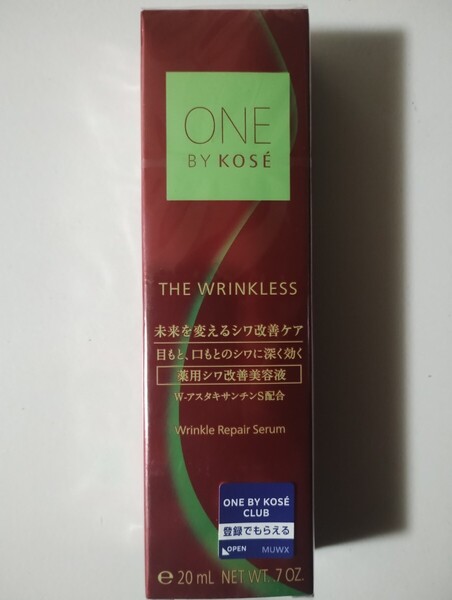 ONE
BY KOSÉ
THE WRINKLESS
未来を変えるシワ改善ケア
目もと、口もとのシワに深く効く
薬用シワ改善美容液
W-アスタキサンチンS配合
Wrinkle Repair Serum
ONE BY KOSÉ
CLUB
登録でもらえる
OPEN MUWX
℮ 20 mL NET WT. .7 OZ.